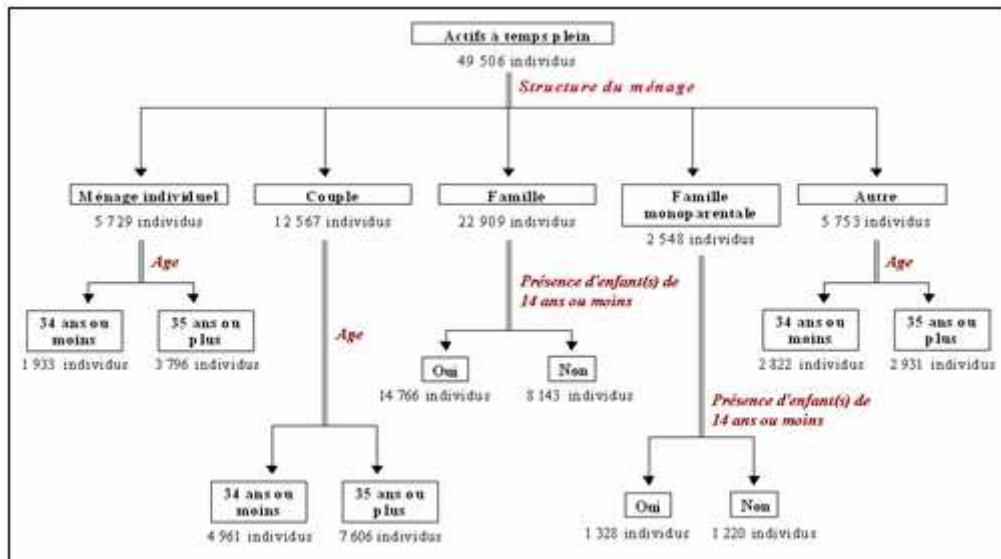 Actifs à temps plein
49 506 individus
Structure du ménage
Ménage individuel
5 729 individus
Couple
12 567 individus
Famille
22 909 individus
Famille
monoparentale
2 548 individus
Autre
5 753 individus
Age
34 ans ou
moins
1 933 individus
35 ans ou
plus
3 796 individus
Age
34 ans ou
moins
4 961 individus
35 ans ou
plus
7 606 individus
Présence d'enfant(s) de
14 ans ou moins
Oui
14 766 individus
Non
8 143 individus
Présence d'enfant(s) de
14 ans ou moins
Oui
1 328 individus
Non
1 220 individus
Age
34 ans ou
moins
2 822 individus
35 ans ou
plus
2 931 individus